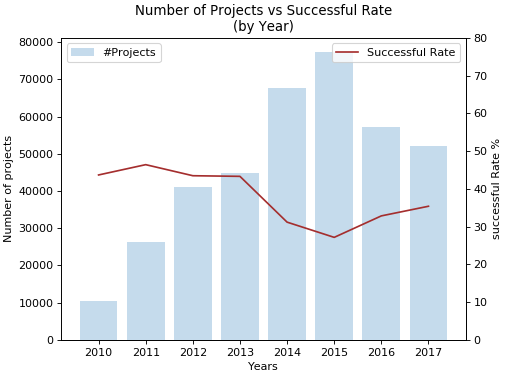 Number of Projects vs Successful Rate
(by Year)
#Projects
Successful Rate
Number of projects
80000
70000
60000
50000
40000
30000
20000
10000
0
successful Rate %
80
70
60
50
40
30
20
10
0
2010 2011 2012 2013 2014 2015 2016 2017
Years